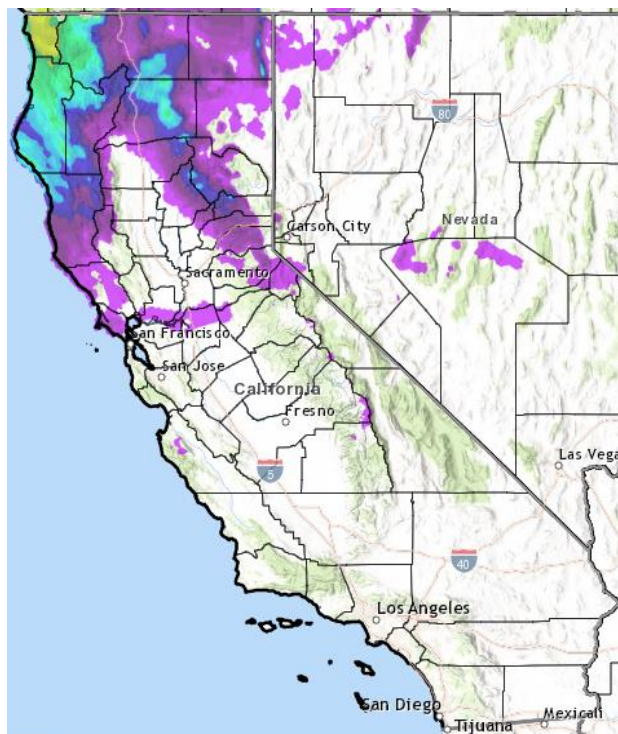 80
Nevada
Carson City
Sacramento
San Francisco
San Jose
California
Fresno
Las Vega
5
40
Los Angeles
San Diego
Tijuana
Mexicali